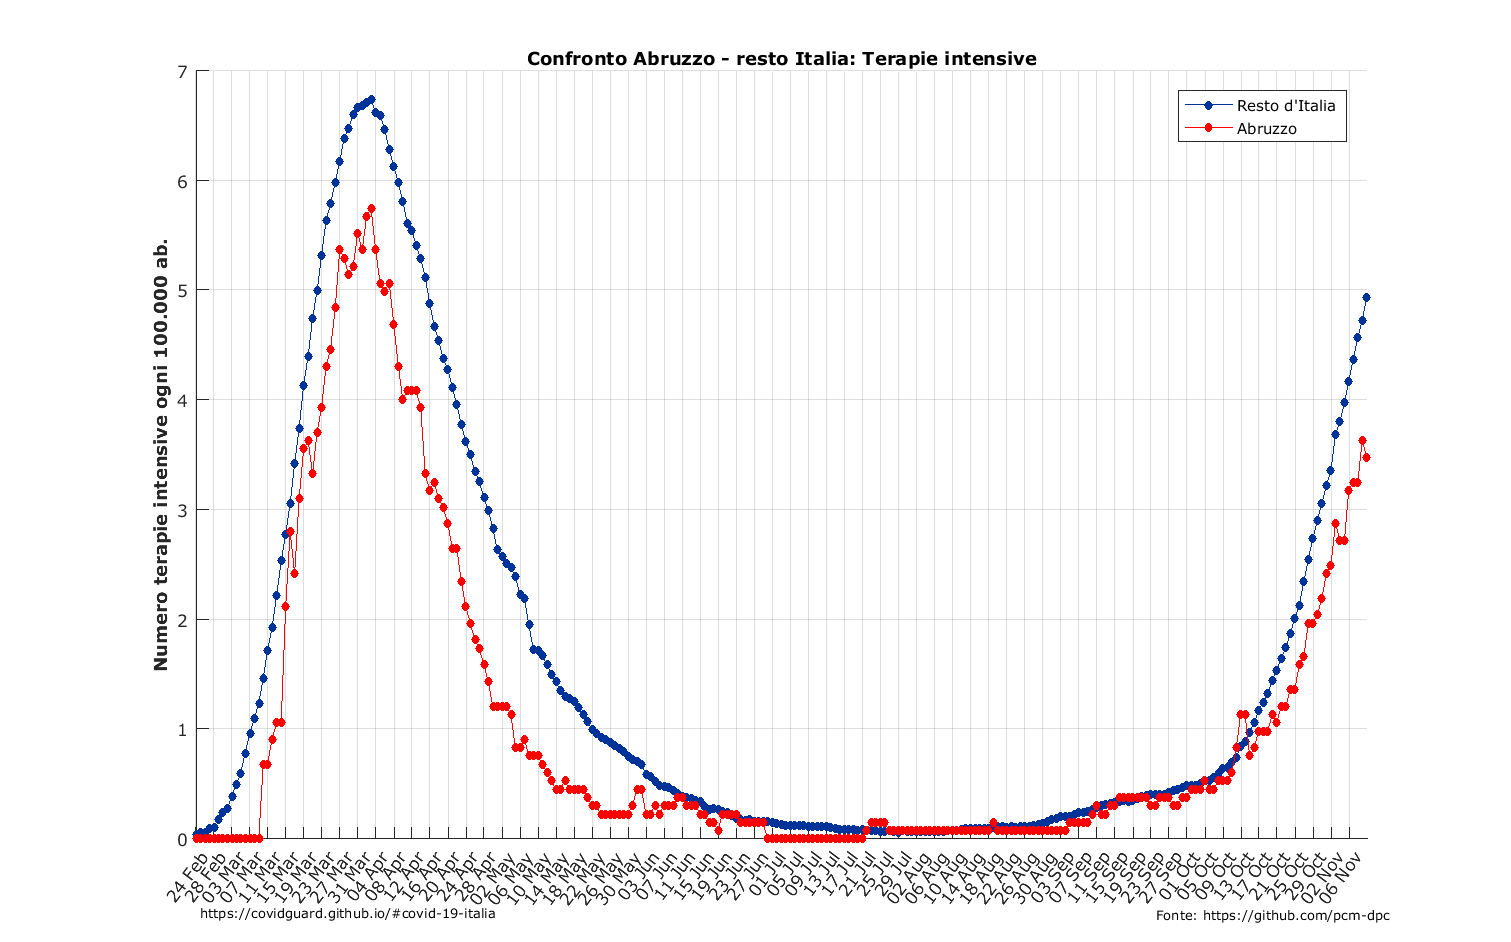 Confronto Abruzzo - resto Italia: Terapie intensive
Resto d'Italia
Abruzzo
Numero terapie intensive ogni 100.000 ab.
7
6
5
4
3
2
1
0
24 Feb
28 Feb
03 Mar
07 Mar
11 Mar
15 Mar
19 Mar
23 Mar
27 Mar
31 Mar
04 Apr
08 Apr
12 Apr
16 Apr
20 Apr
24 Apr
28 Apr
02 May
06 May
10 May
14 May
18 May
22 May
26 May
30 May
03 Jun
07 Jun
11 Jun
15 Jun
19 Jun
23 Jun
27 Jun
01 Jul
05 Jul
09 Jul
13 Jul
17 Jul
21 Jul
25 Jul
29 Jul
02 Aug
06 Aug
10 Aug
14 Aug
18 Aug
22 Aug
26 Aug
30 Aug
03 Sep
07 Sep
11 Sep
15 Sep
19 Sep
23 Sep
27 Sep
01 Oct
05 Oct
09 Oct
13 Oct
17 Oct
21 Oct
25 Oct
29 Oct
02 Nov
06 Nov
https://covidguard.github.io/#covid-19-italia
Fonte: https://github.com/pcm-dpc